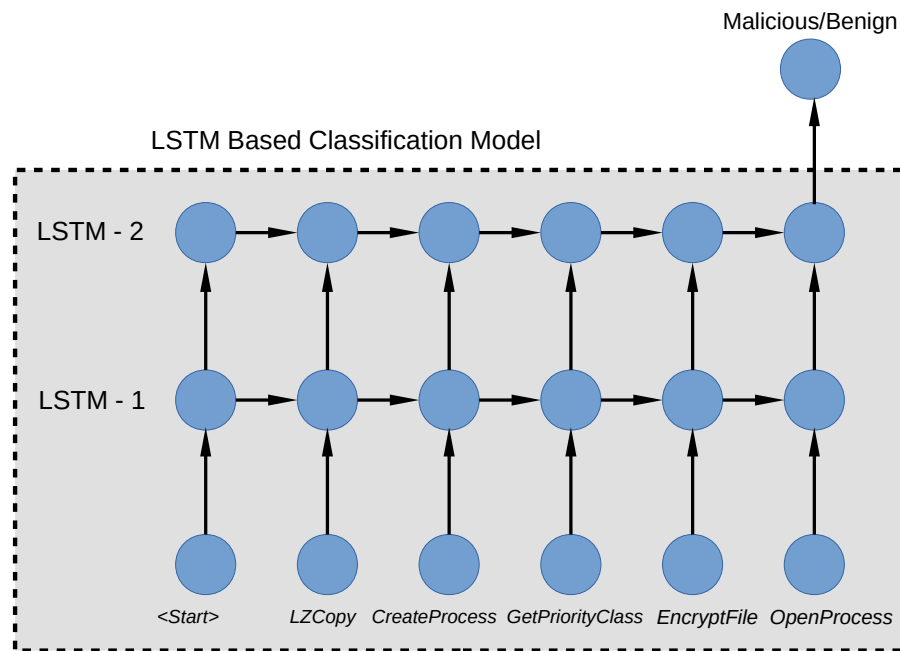 Malicious/Benign
LSTM Based Classification Model
LSTM - 2
LSTM - 1
<Start> LZCopy CreateProcess GetPriorityClass EncryptFile OpenProcess